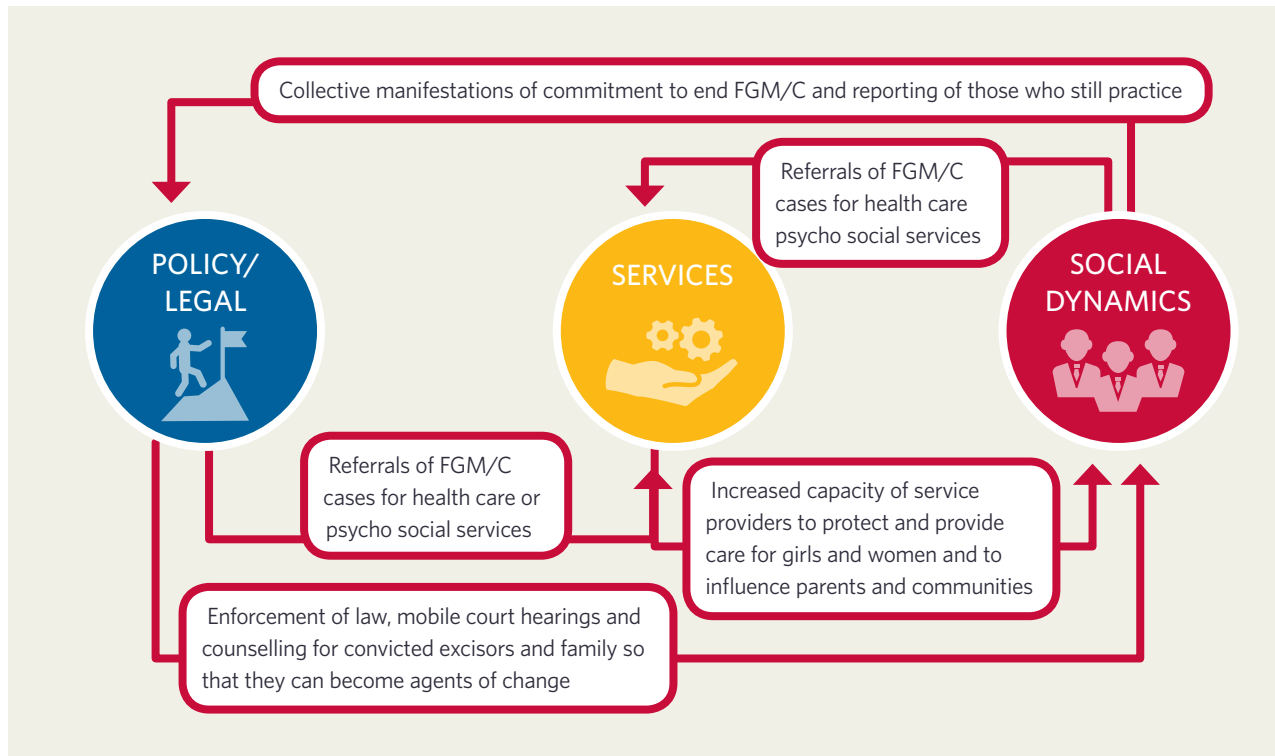 Collective manifestations of commitment to end FGM/C and reporting of those who still practice
Referrals of FGM/C
cases for health care
psycho social services
POLICY/
LEGAL
SERVICES
SOCIAL
DYNAMICS
Referrals of FGM/C
cases for health care or
psycho social services
Increased capacity of service
providers to protect and provide
care for girls and women and to
influence parents and communities
Enforcement of law, mobile court hearings and
counselling for convicted excisors and family so
that they can become agents of change